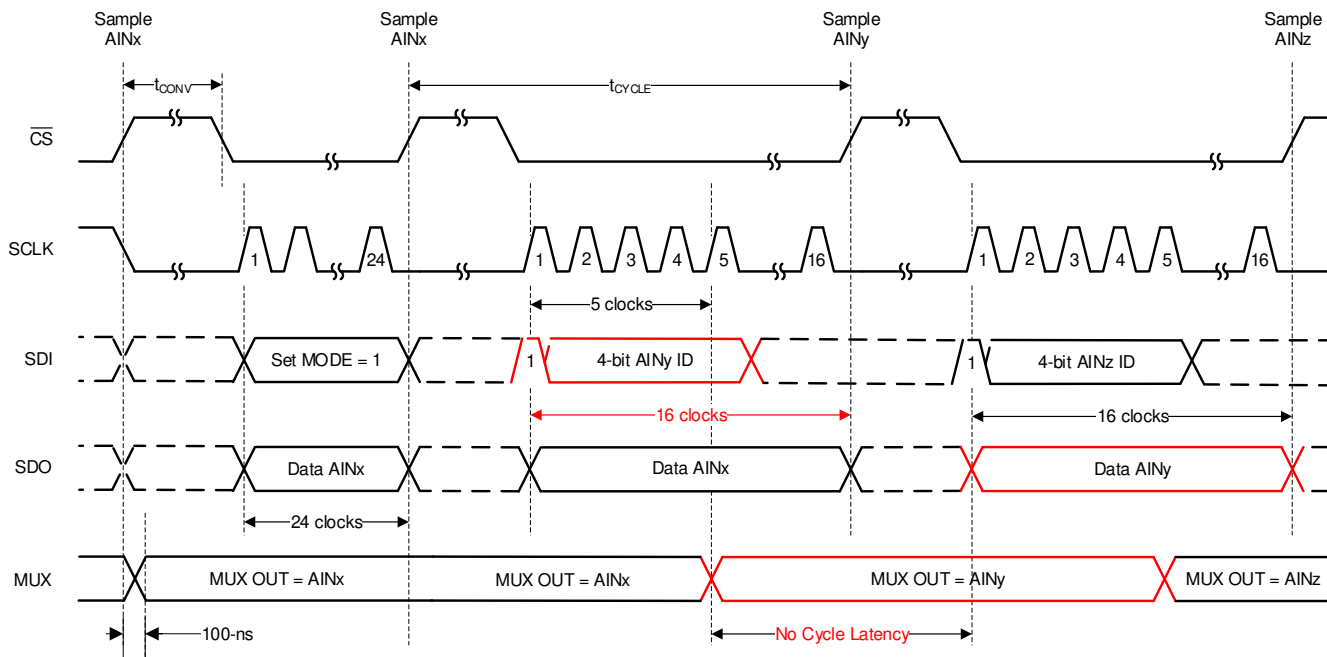 Sample
AINx
Sample
AINx
Sample
AINy
Sample
AINz
tCONV
tCYCLE
CS
SCLK
1
24
1
2
3
4
5
16
1
2
3
4
5
16
5 clocks
SDI
Set MODE = 1
1
4-bit AINy ID
1
4-bit AINz ID
16 clocks
16 clocks
SDO
Data AINx
Data AINx
Data AINy
24 clocks
MUX
MUX OUT = AINx
MUX OUT = AINx
MUX OUT = AINy
MUX OUT = AINz
100-ns
No Cycle Latency